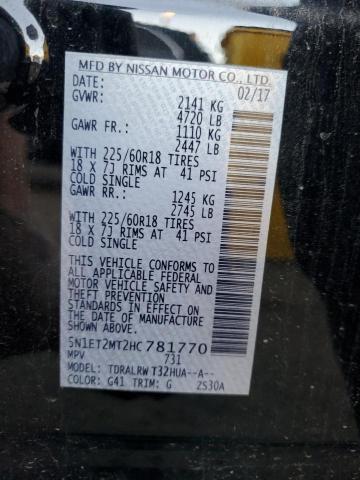 MFD BY NISSAN MOTOR CO., LTD.
DATE: 02/17
GVWR: 2141 KG
4720 LB
GAWR FR.: 1110 KG
2447 LB
WITH 225/60R18 TIRES
18 X 7J RIMS AT 41 PSI
COLD SINGLE
GAWR RR.: 1245 KG
2745 LB
WITH 225/60R18 TIRES
18 X 7J RIMS AT 41 PSI
COLD SINGLE
THIS VEHICLE CONFORMS TO
ALL APPLICABLE FEDERAL
MOTOR VEHICLE SAFETY AND
THEFT PREVENTION
STANDARDS IN EFFECT ON
THE DATE OF MANUFACTURE
SHOWN ABOVE.
5N1ET2MT2HC781770
MPV 731
MODEL: TDRALRWT32HUA--A--
COLOR: G41 TRIM: G 2S30A